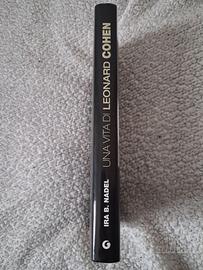 IRA B. NADEL UNA VITA DI LEONARD COHEN